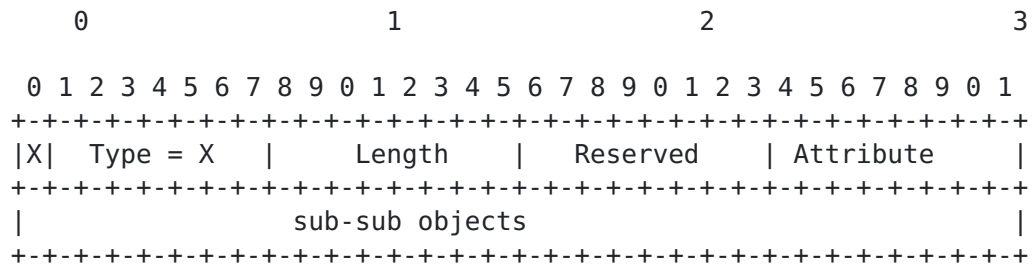 0 1 2 3
0 1 2 3 4 5 6 7 8 9 0 1 2 3 4 5 6 7 8 9 0 1 2 3 4 5 6 7 8 9 0 1
+-+-+-+-+-+-+-+-+-+-+-+-+-+-+-+-+-+-+-+-+-+-+-+-+-+-+-+-+-+-+-+-+
|X| Type = X | Length | Reserved | Attribute |
+-+-+-+-+-+-+-+-+-+-+-+-+-+-+-+-+-+-+-+-+-+-+-+-+-+-+-+-+-+-+-+-+
| sub-sub objects |
+-+-+-+-+-+-+-+-+-+-+-+-+-+-+-+-+-+-+-+-+-+-+-+-+-+-+-+-+-+-+-+-+